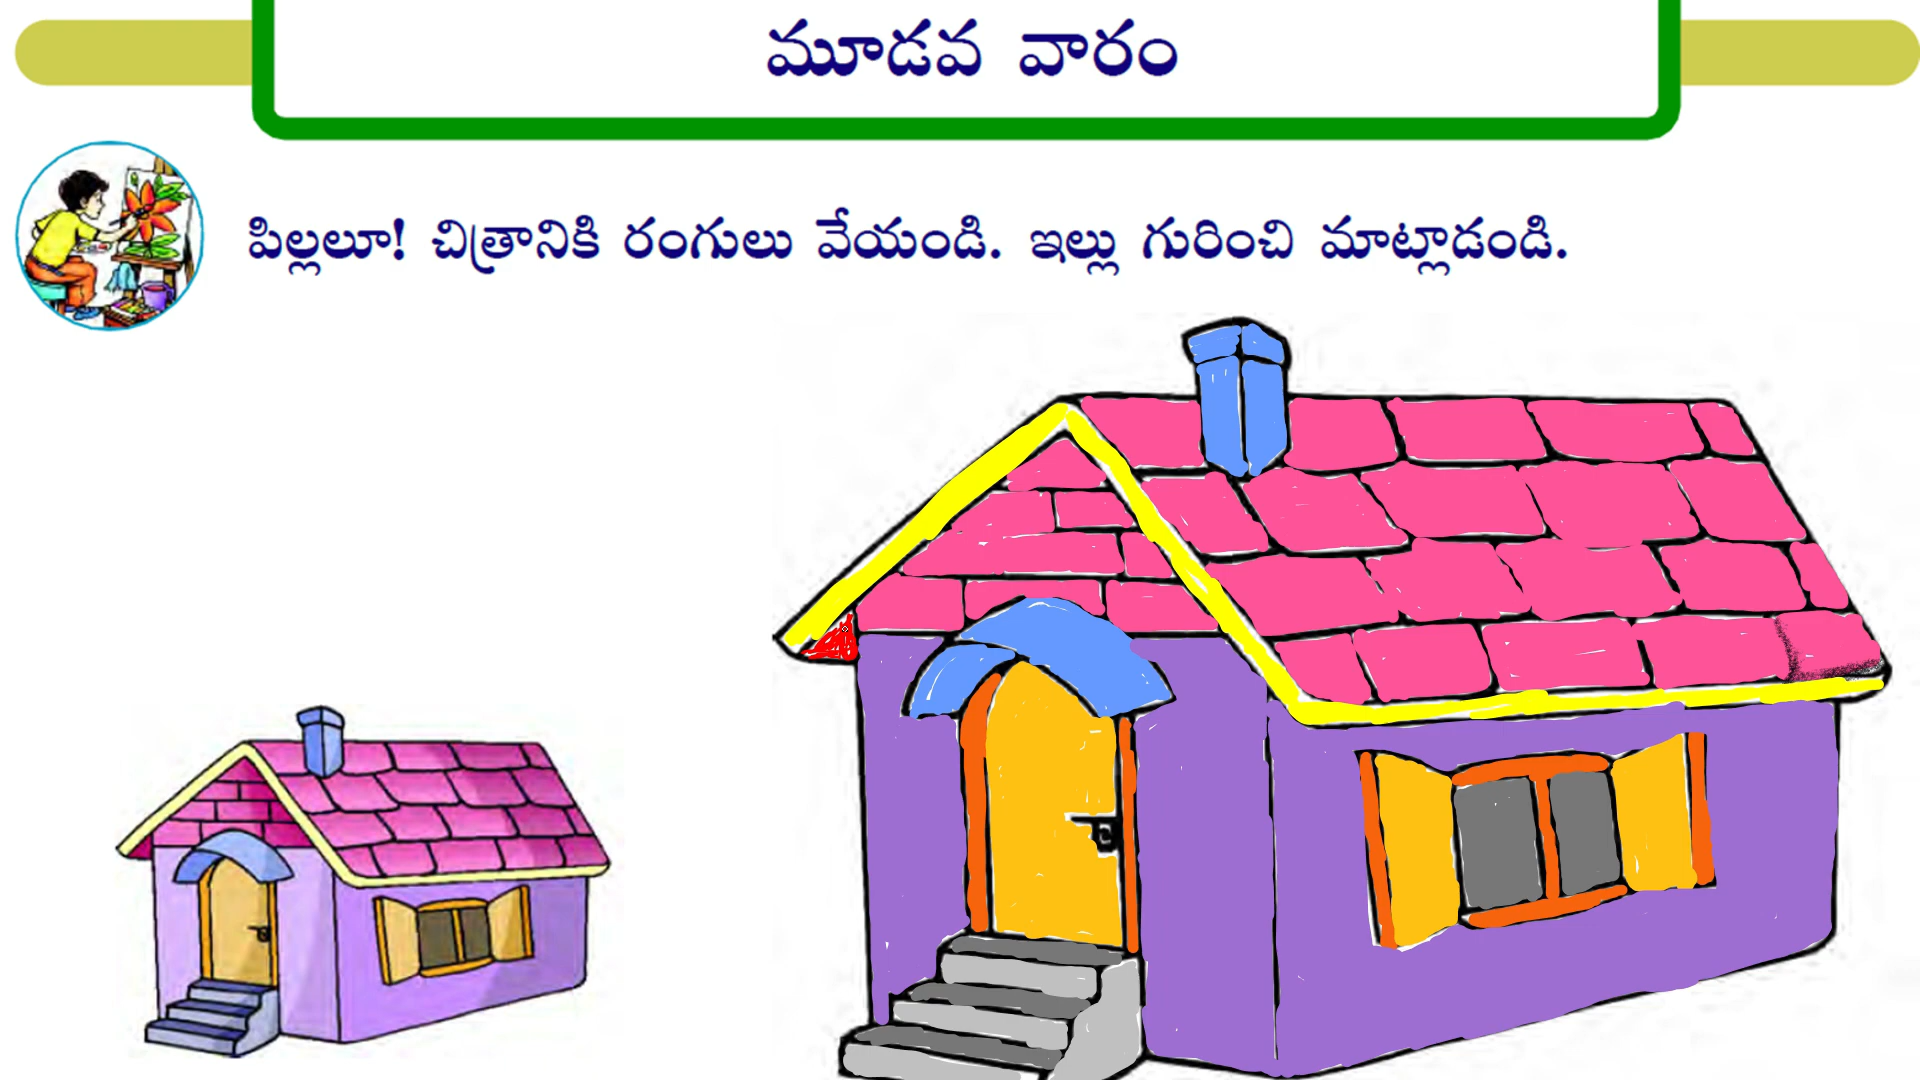 మూడవ వారం
పిల్లలూ! చిత్రానికి రంగులు వేయండి. ఇల్లు గురించి మాట్లాడండి.